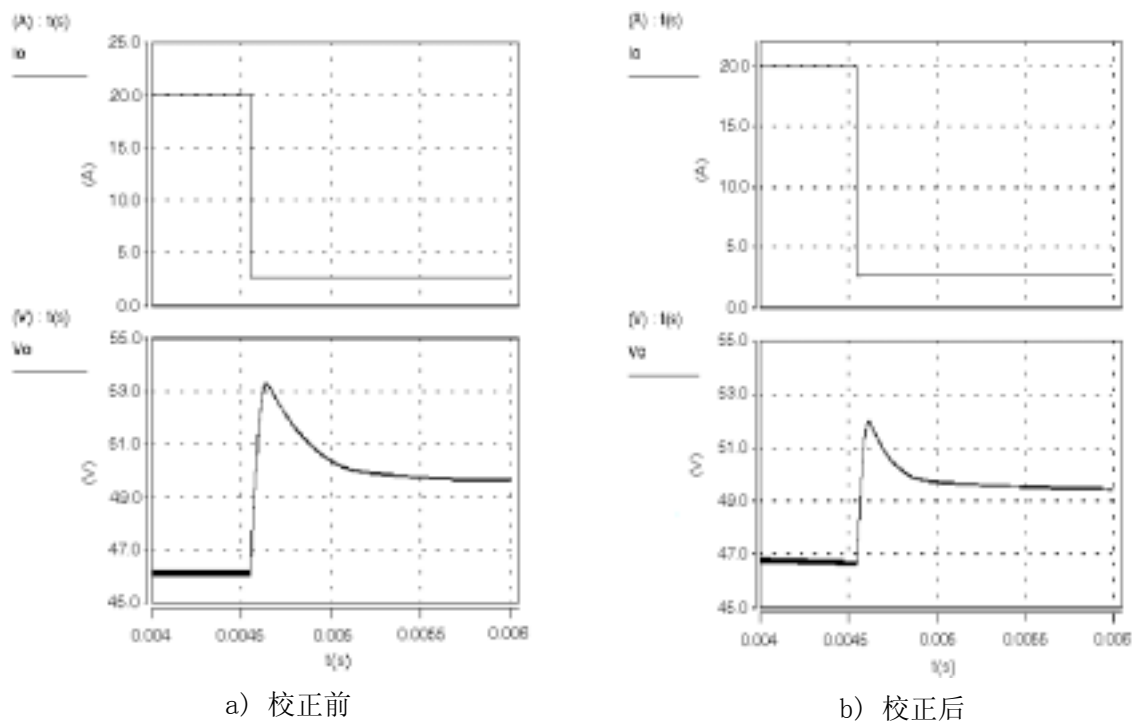 (A) : t(s)
Io
25.0
20.0
15.0
10.0
5.0
0.0
(A)
(V) : t(s)
Vo
55.0
53.0
51.0
49.0
47.0
45.0
(V)
0.004
0.0045
0.005
0.0055
0.006
t(s)
a) 校正前
(A) : t(s)
Io
20.0
15.0
10.0
5.0
0.0
(A)
(V) : t(s)
Vo
55.0
53.0
51.0
49.0
47.0
45.0
(V)
0.004
0.0045
0.005
0.0055
0.006
t(s)
b) 校正后